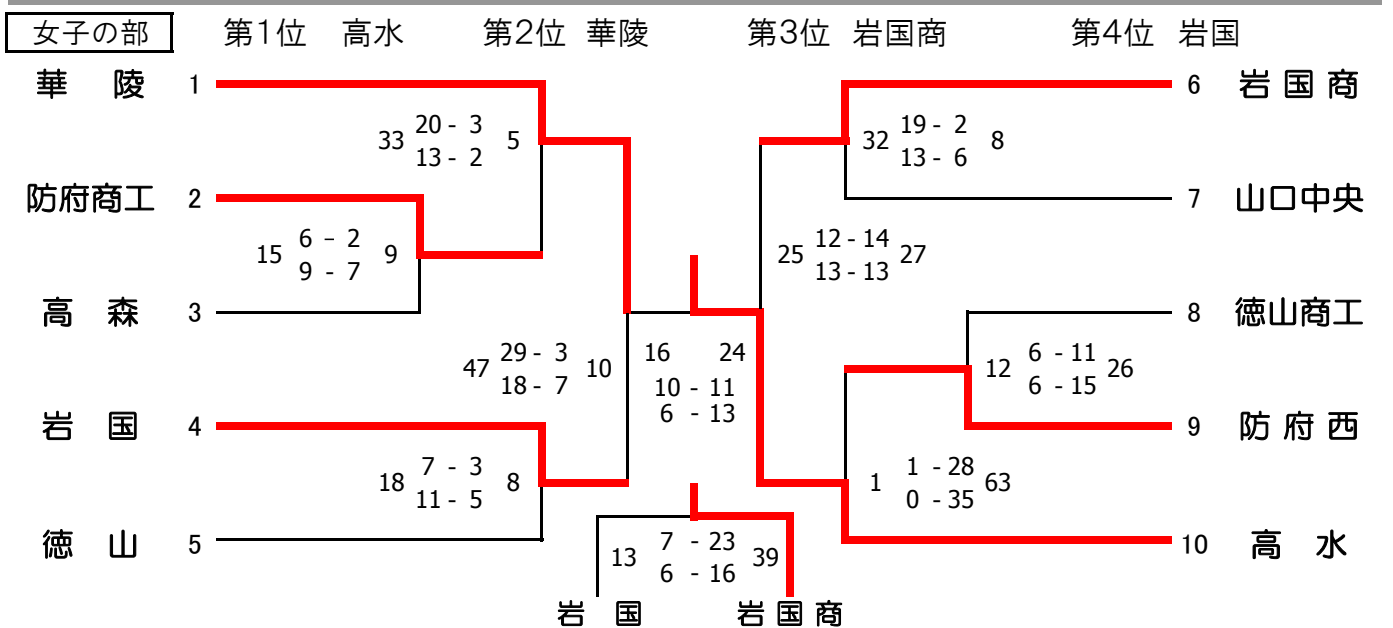 女子の部 第1位 高水 第2位 華陵 第3位 岩国商 第4位 岩国
華 陵 1
6 岩国商
33 20 - 3 5
13 - 2
32 19 - 2 8
13 - 6
防府商工 2
7 山口中央
15 6 - 2 9
9 - 7
25 12 - 14 27
13 - 13
高 森 3
8 徳山商工
47 29 - 3 10
18 - 7
16 24
10 - 11
6 - 13
12 6 - 11 26
6 - 15
岩 国 4
9 防府西
18 7 - 3 8
11 - 5
1 1 - 28 63
0 - 35
徳 山 5
10 高 水
13 7 - 23 39
6 - 16
岩 国 岩国商